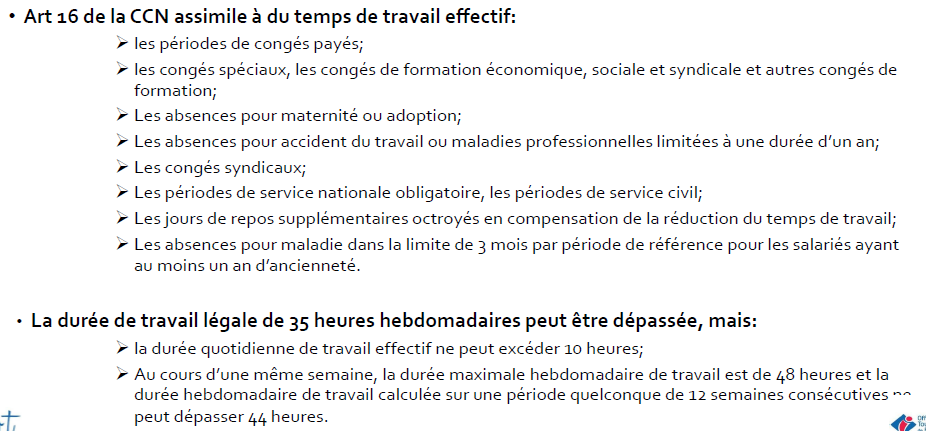 • Art 16 de la CCN assimile à du temps de travail effectif:
➢ les périodes de congés payés;
➢ les congés spéciaux, les congés de formation économique, sociale et syndicale et autres congés de
formation;
➢ Les absences pour maternité ou adoption;
➢ Les absences pour accident du travail ou maladies professionnelles limitées à une durée d'un an;
➢ Les congés syndicaux;
➢ Les périodes de service nationale obligatoire, les périodes de service civil;
➢ Les jours de repos supplémentaires octroyés en compensation de la réduction du temps de travail;
➢ Les absences pour maladie dans la limite de 3 mois par période de référence pour les salariés ayant
au moins un an d'ancienneté.
• La durée de travail légale de 35 heures hebdomadaires peut être dépassée, mais:
➢ la durée quotidienne de travail effectif ne peut excéder 10 heures;
➢ Au cours d'une même semaine, la durée maximale hebdomadaire de travail est de 48 heures et la
durée hebdomadaire de travail calculée sur une période quelconque de 12 semaines consécutives ne
peut dépasser 44 heures.